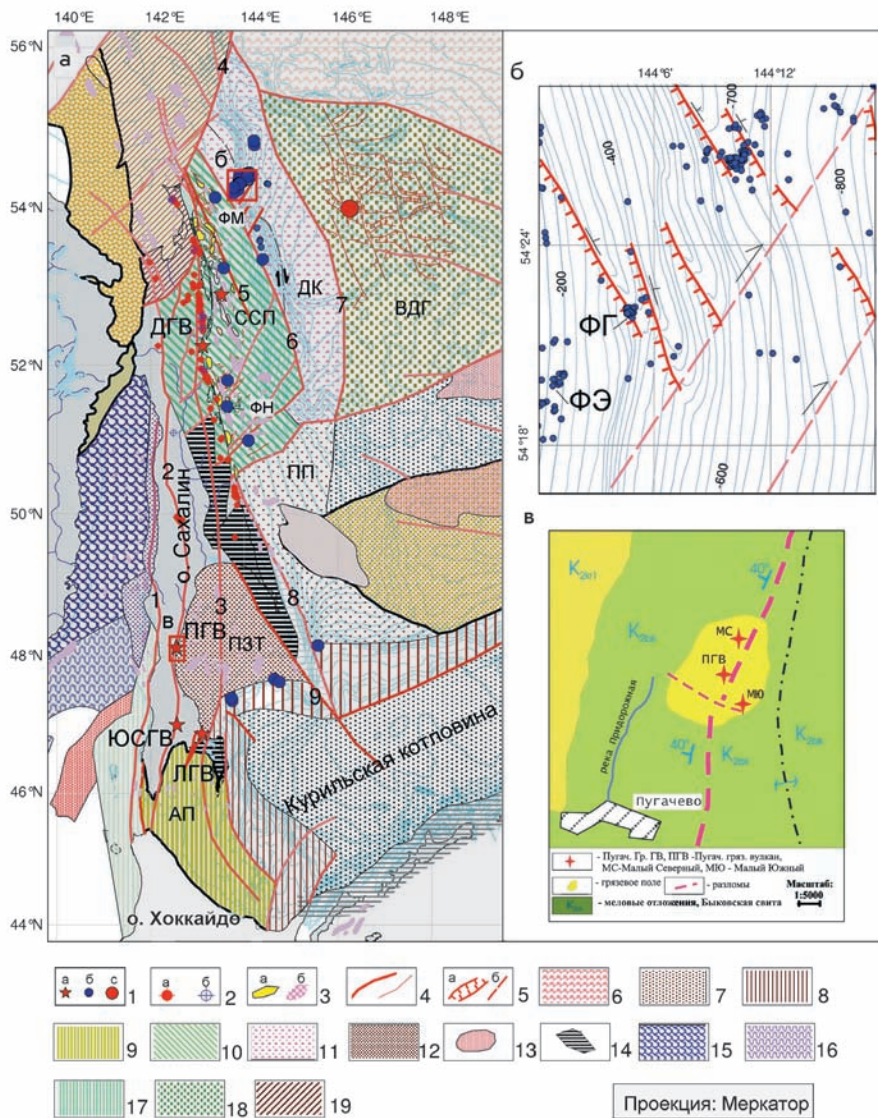 140°E 142°E 144°E 146°E 148°E
56°N
54°N
52°N
50°N
48°N
46°N
44°N
а
4
б
ФМ
ДК
5
ССП
7
ВДГ
ДГВ
6
ФН
ПП
2
о. Сахалин
1
3
8
в
ПГВ
ПЗТ
9
ЮСГВ
ЛГВ
АП
Курильская котловина
о. Хоккайдо
б
144°6' 144°12'
-700
-400
-800
54°24'
-200
ФГ
ФЭ
54°18'
-600
в
40°
МС
ПГВ
МЮ
река Придорожная
40°
Пугачево
- Пугач. Гр. ГВ, ПГВ -Пугач. гряз. вулкан,
МС-Малый Северный, МЮ - Малый Южный
- грязевое поле - разломы
Масштаб:
1:5000
- меловые отложения, Быковская свита
а б с 1 а б 2 а б 3 4 а б 5 6 7 8
9 10 11 12 13 14 15 16
17 18 19
Проекция: Меркатор